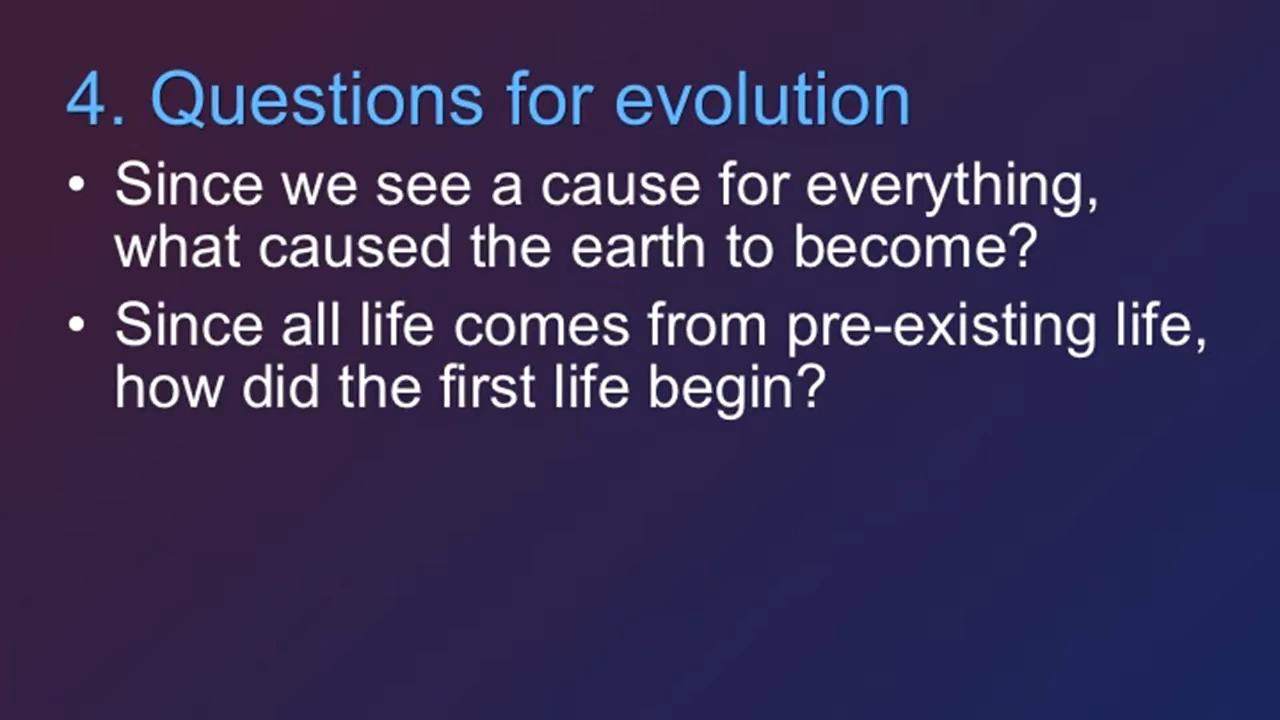 4. Questions for evolution
• Since we see a cause for everything,
what caused the earth to become?
• Since all life comes from pre-existing life,
how did the first life begin?